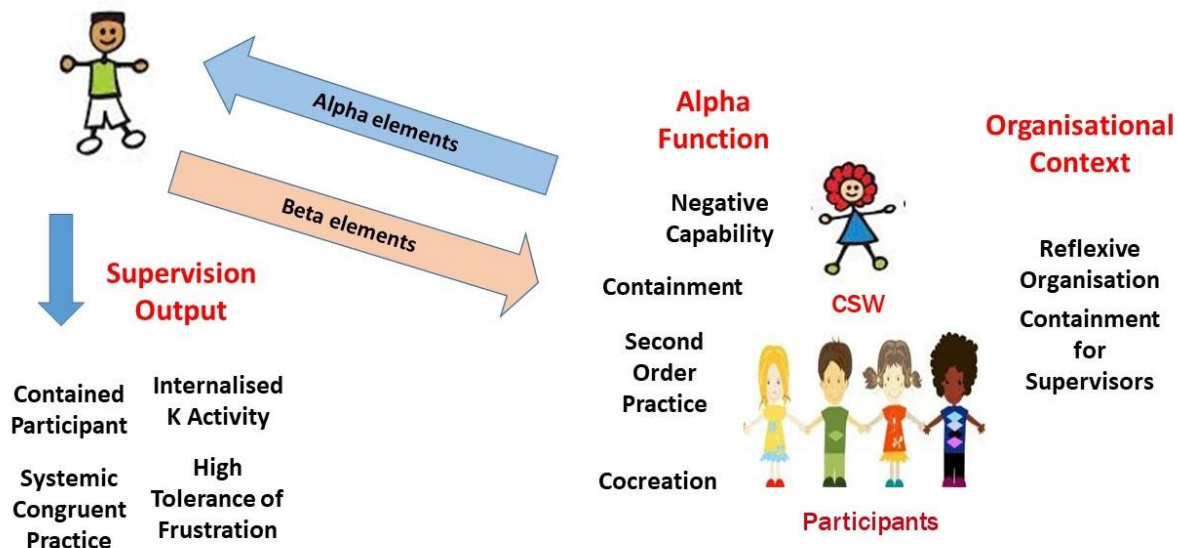 Alpha elements
Beta elements
Supervision
Output
Contained
Participant
Internalised
K Activity
Systemic
Congruent
Practice
High
Tolerance of
Frustration
Alpha
Function
Negative
Capability
Containment
Second
Order
Practice
Cocreation
CSW
Participants
Organisational
Context
Reflexive
Organisation
Containment
for
Supervisors